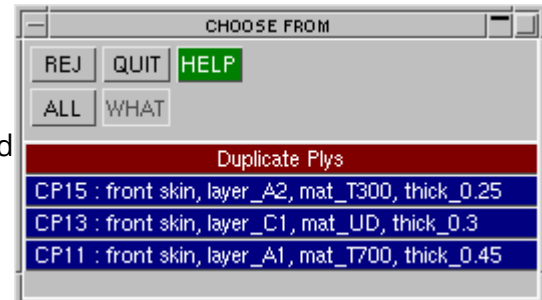 CHOOSE FROM
REJ QUIT HELP
ALL WHAT
d
Duplicate Plys
CP15 : front skin, layer_A2, mat_T300, thick_0.25
CP13 : front skin, layer_C1, mat_UD, thick_0.3
CP11 : front skin, layer_A1, mat_T700, thick_0.45